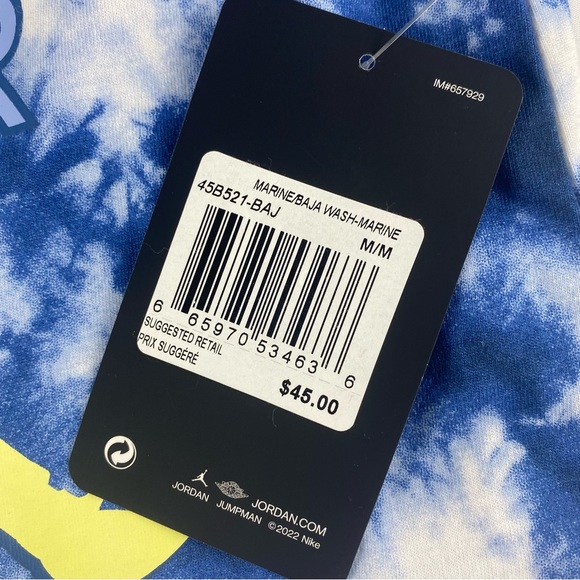 R
IM#657929
MARINE/BAJA WASH-MARINE
45B521-BAJ
M/M
6 65970 53463 6
SUGGESTED RETAIL
PRIX SUGGÉRÉ
$45.00
JORDAN JUMPMAN JORDAN.COM
©2022 Nike